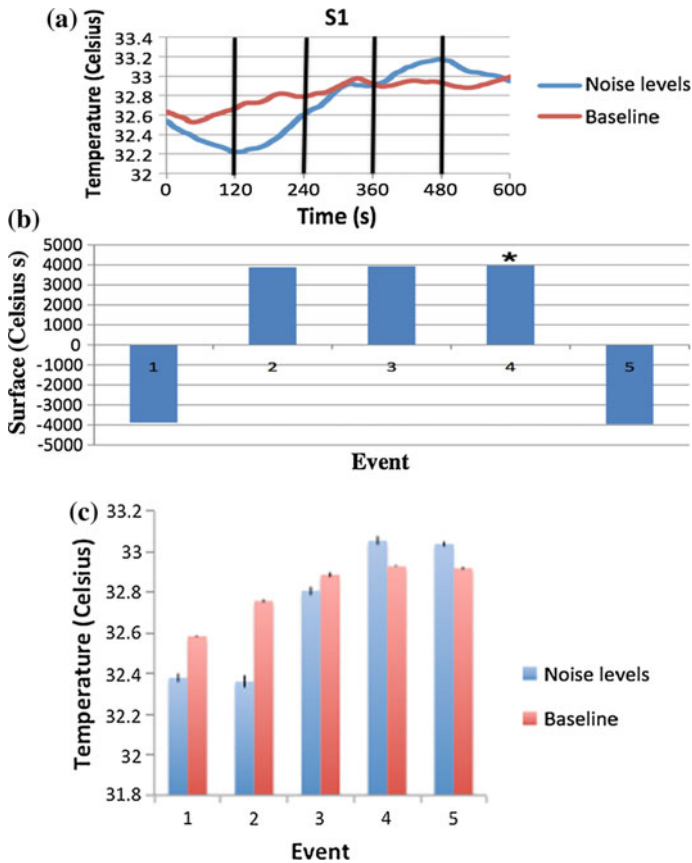 (a)
S1
Temperature (Celsius)
33.4
33.2
33
32.8
32.6
32.4
32.2
32
0 120 240 360 480 600
Time (s)
Noise levels
Baseline
(b)
Surface (Celsius s)
5000
4000
3000
2000
1000
0
-1000
-2000
-3000
-4000
-5000
*
1 2 3 4 5
Event
(c)
Temperature (Celsius)
33.2
33
32.8
32.6
32.4
32.2
32
31.8
1 2 3 4 5
Event
Noise levels
Baseline